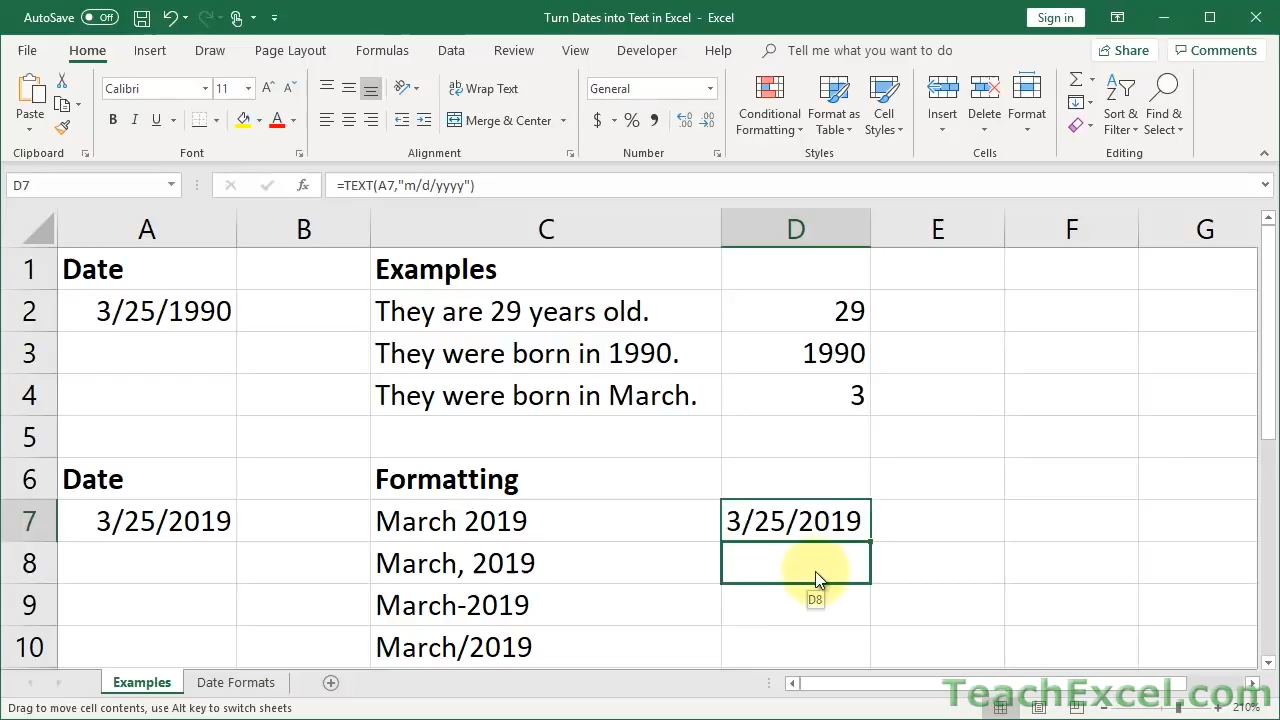 AutoSave Off Turn Dates into Text in Excel - Excel Sign in
File Home Insert Draw Page Layout Formulas Data Review View Developer Help Tell me what you want to do Share Comments
Paste Calibri 11 Wrap Text General Conditional Formatting Format as Table Cell Styles Insert Delete Format Sort & Filter Find & Select
B I U Merge & Center $ %
Clipboard Font Alignment Number Styles Cells Editing
D7 fx =TEXT(A7,"m/d/yyyy")
A B C D E F G
1 Date Examples
2 3/25/1990 They are 29 years old. 29
3 They were born in 1990. 1990
4 They were born in March. 3
5
6 Date Formatting
7 3/25/2019 March 2019 3/25/2019
8 March, 2019
D8
9 March-2019
10 March/2019
Examples Date Formats
TeachExcel.com
Drag to move cell contents, use Alt key to switch sheets 210%